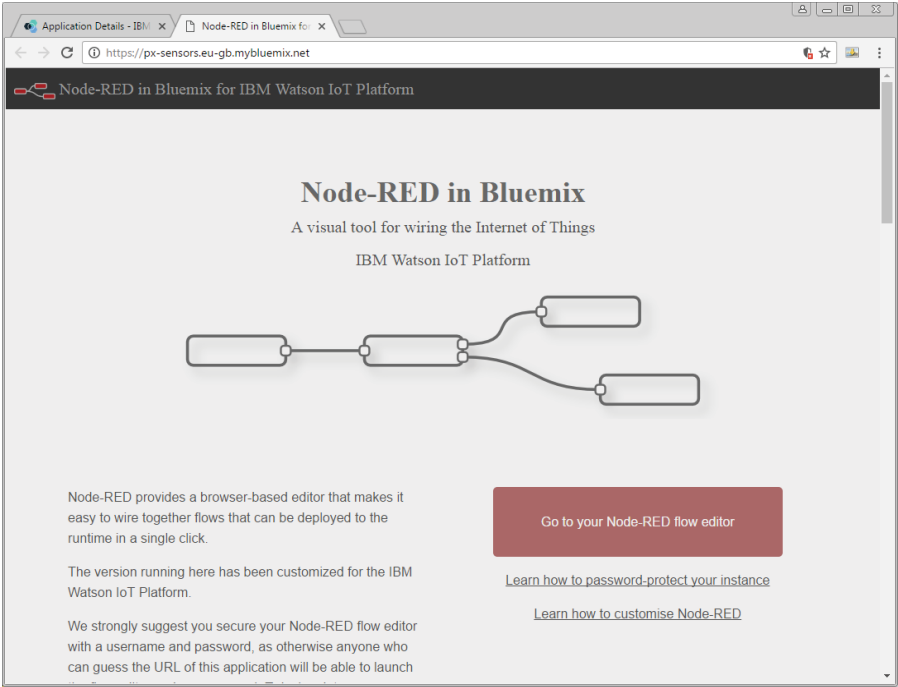 Application Details - IBM
Node-RED in Bluemix for
https://px-sensors.eu-gb.mybluemix.net
Node-RED in Bluemix for IBM Watson IoT Platform
Node-RED in Bluemix
A visual tool for wiring the Internet of Things
IBM Watson IoT Platform
Node-RED provides a browser-based editor that makes it
easy to wire together flows that can be deployed to the
runtime in a single click.
The version running here has been customized for the IBM
Watson IoT Platform.
We strongly suggest you secure your Node-RED flow editor
with a username and password, as otherwise anyone who
can guess the URL of this application will be able to launch
Go to your Node-RED flow editor
Learn how to password-protect your instance
Learn how to customise Node-RED